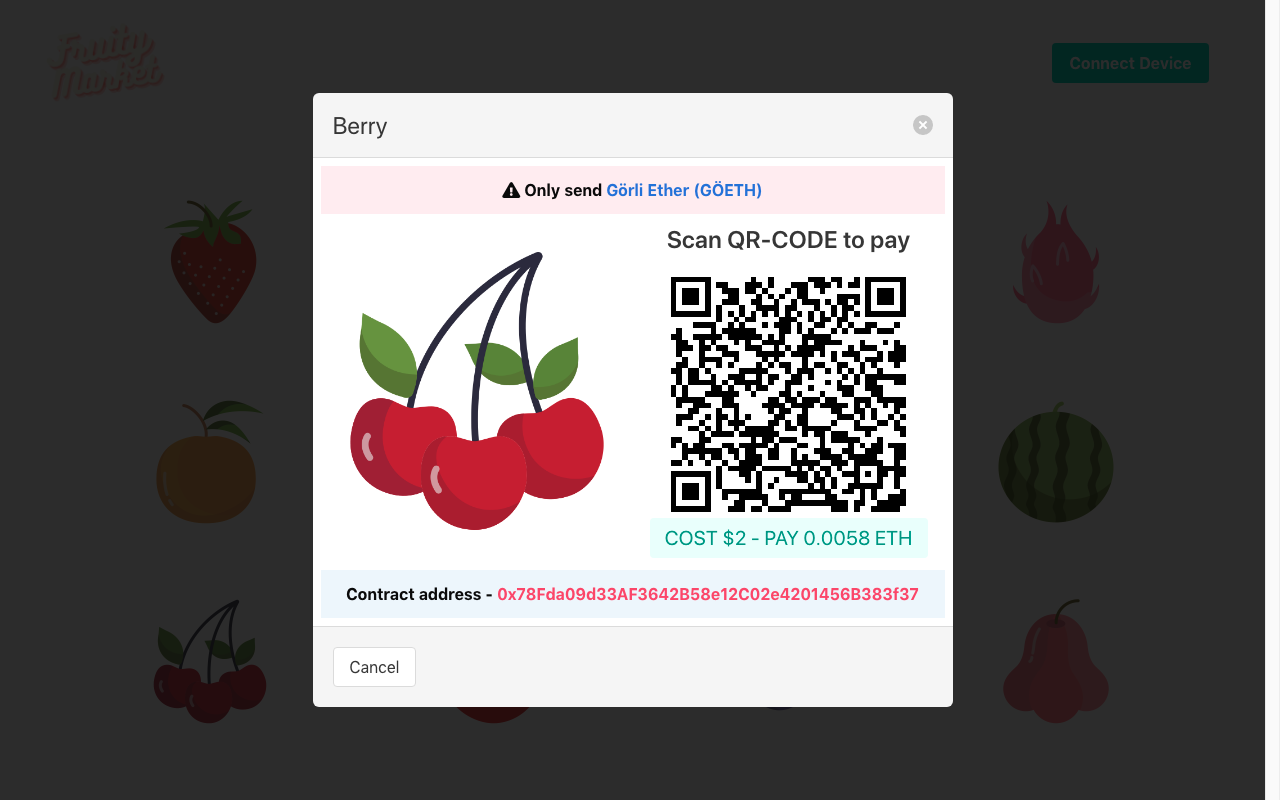 Fruity
Market
Connect Device
Berry
Only send Görli Ether (GÖETH)
Scan QR-CODE to pay
COST $2 - PAY 0.0058 ETH
Contract address - 0x78Fda09d33AF3642B58e12C02e4201456B383f37
Cancel